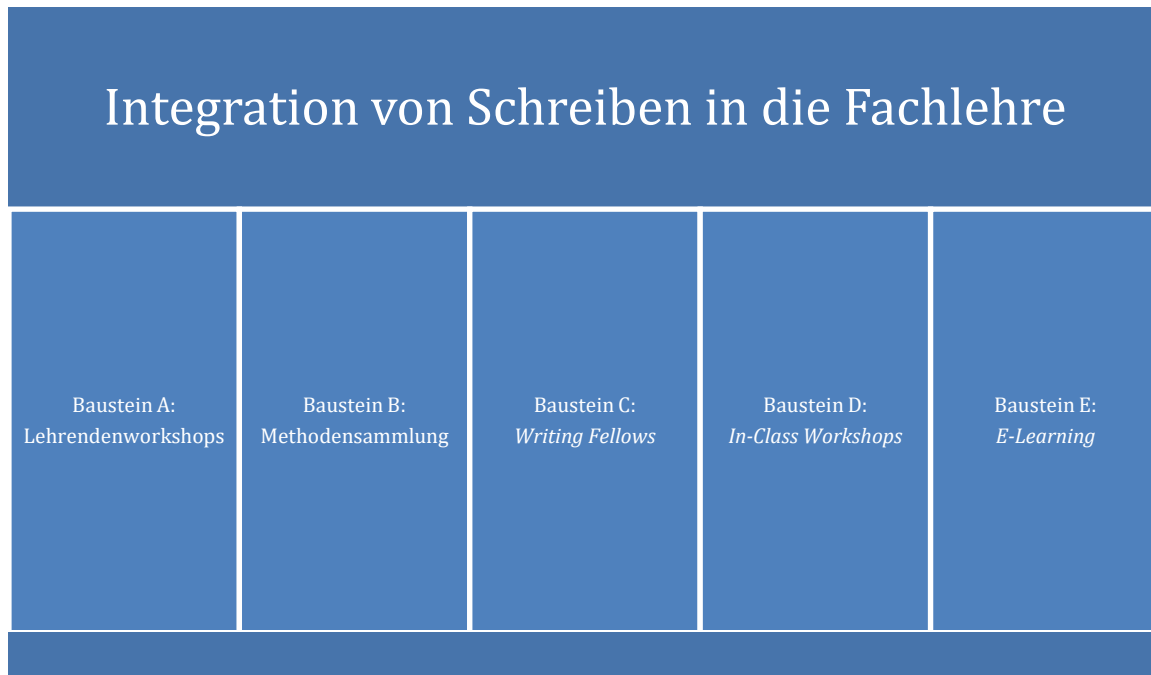 Integration von Schreiben in die Fachlehre
Baustein A:
Lehrendenworkshops
Baustein B:
Methodensammlung
Baustein C:
Writing Fellows
Baustein D:
In-Class Workshops
Baustein E:
E-Learning